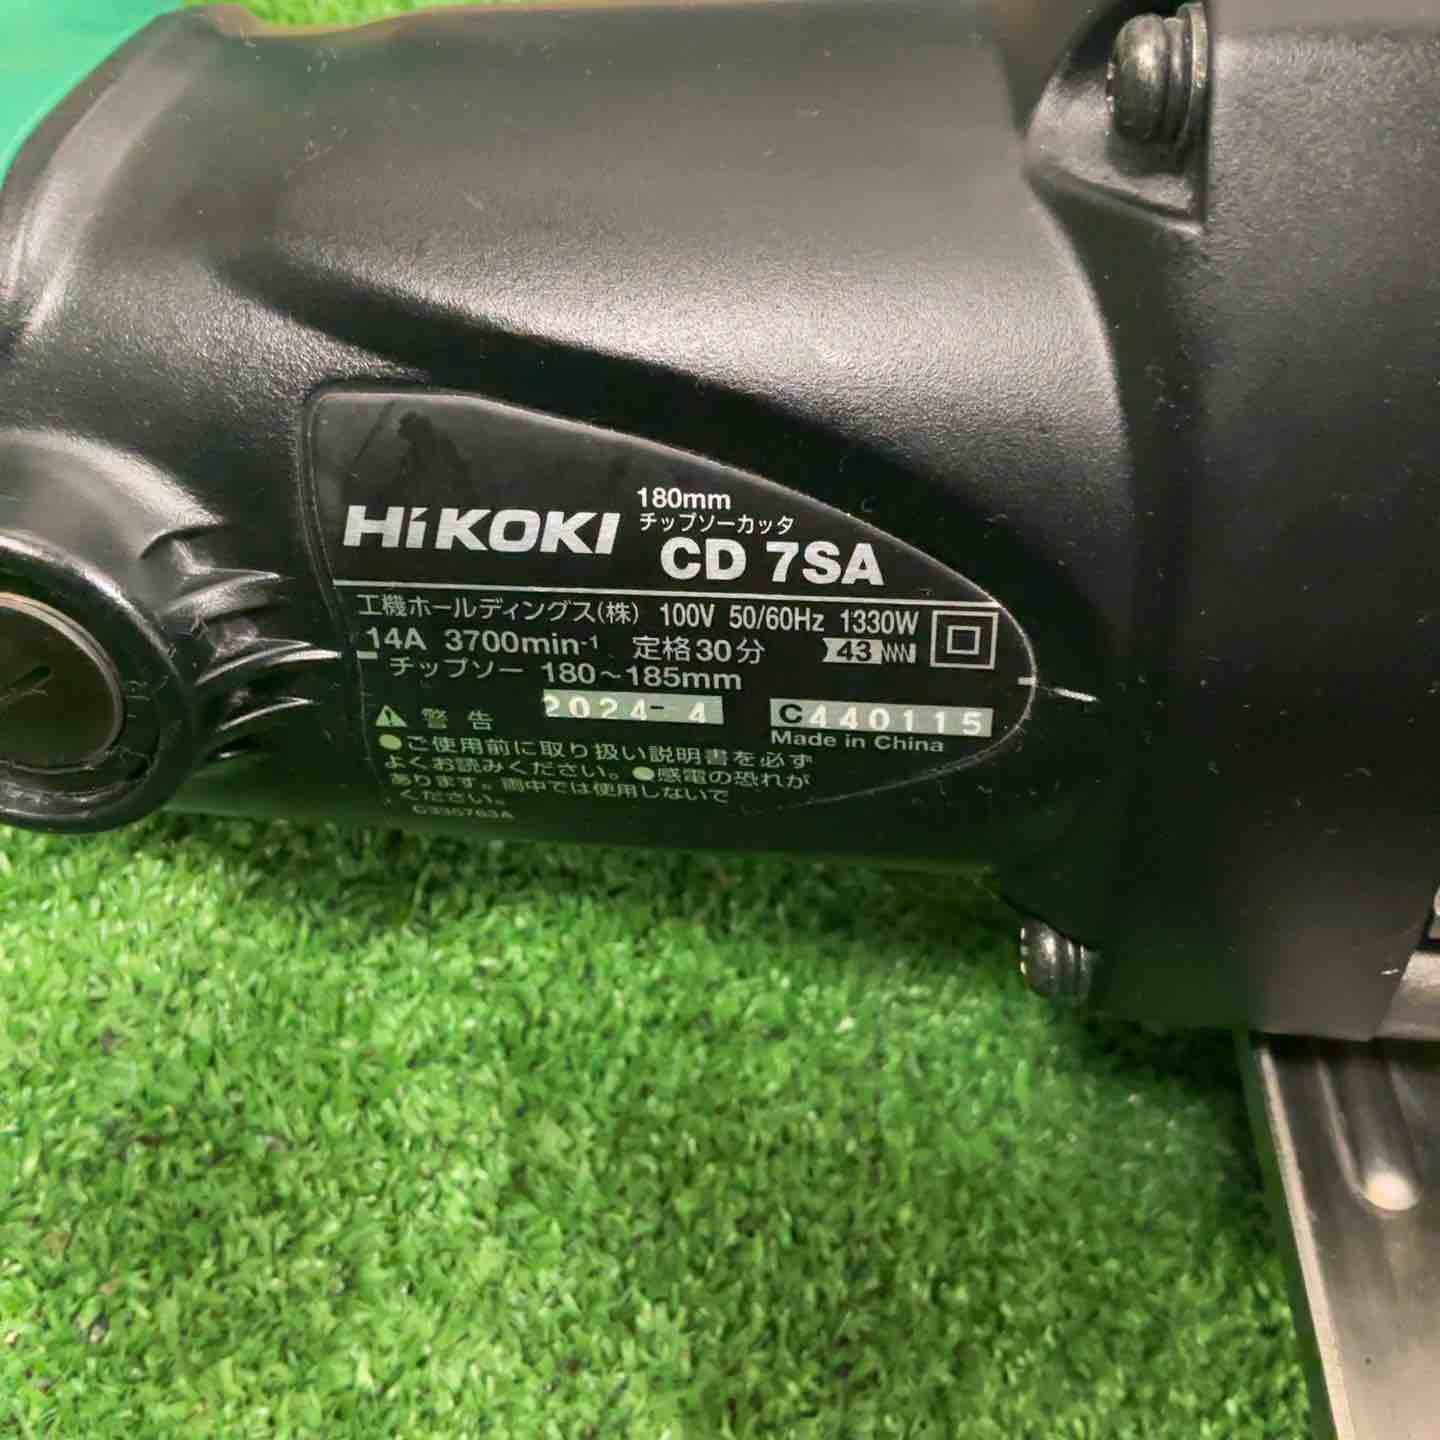 HiKOKI
180mm
チップソーカッタ
CD 7SA
工機ホールディングス(株) 100V 50/60Hz 1330W
14A 3700min-1 定格30分 43
チップソー 180～185mm
2024- 4 C440115
Made in China
警告
●ご使用前に取り扱い説明書を必ず
よくお読みください。●感電の恐れが
あります。雨中では使用しないで
ください。